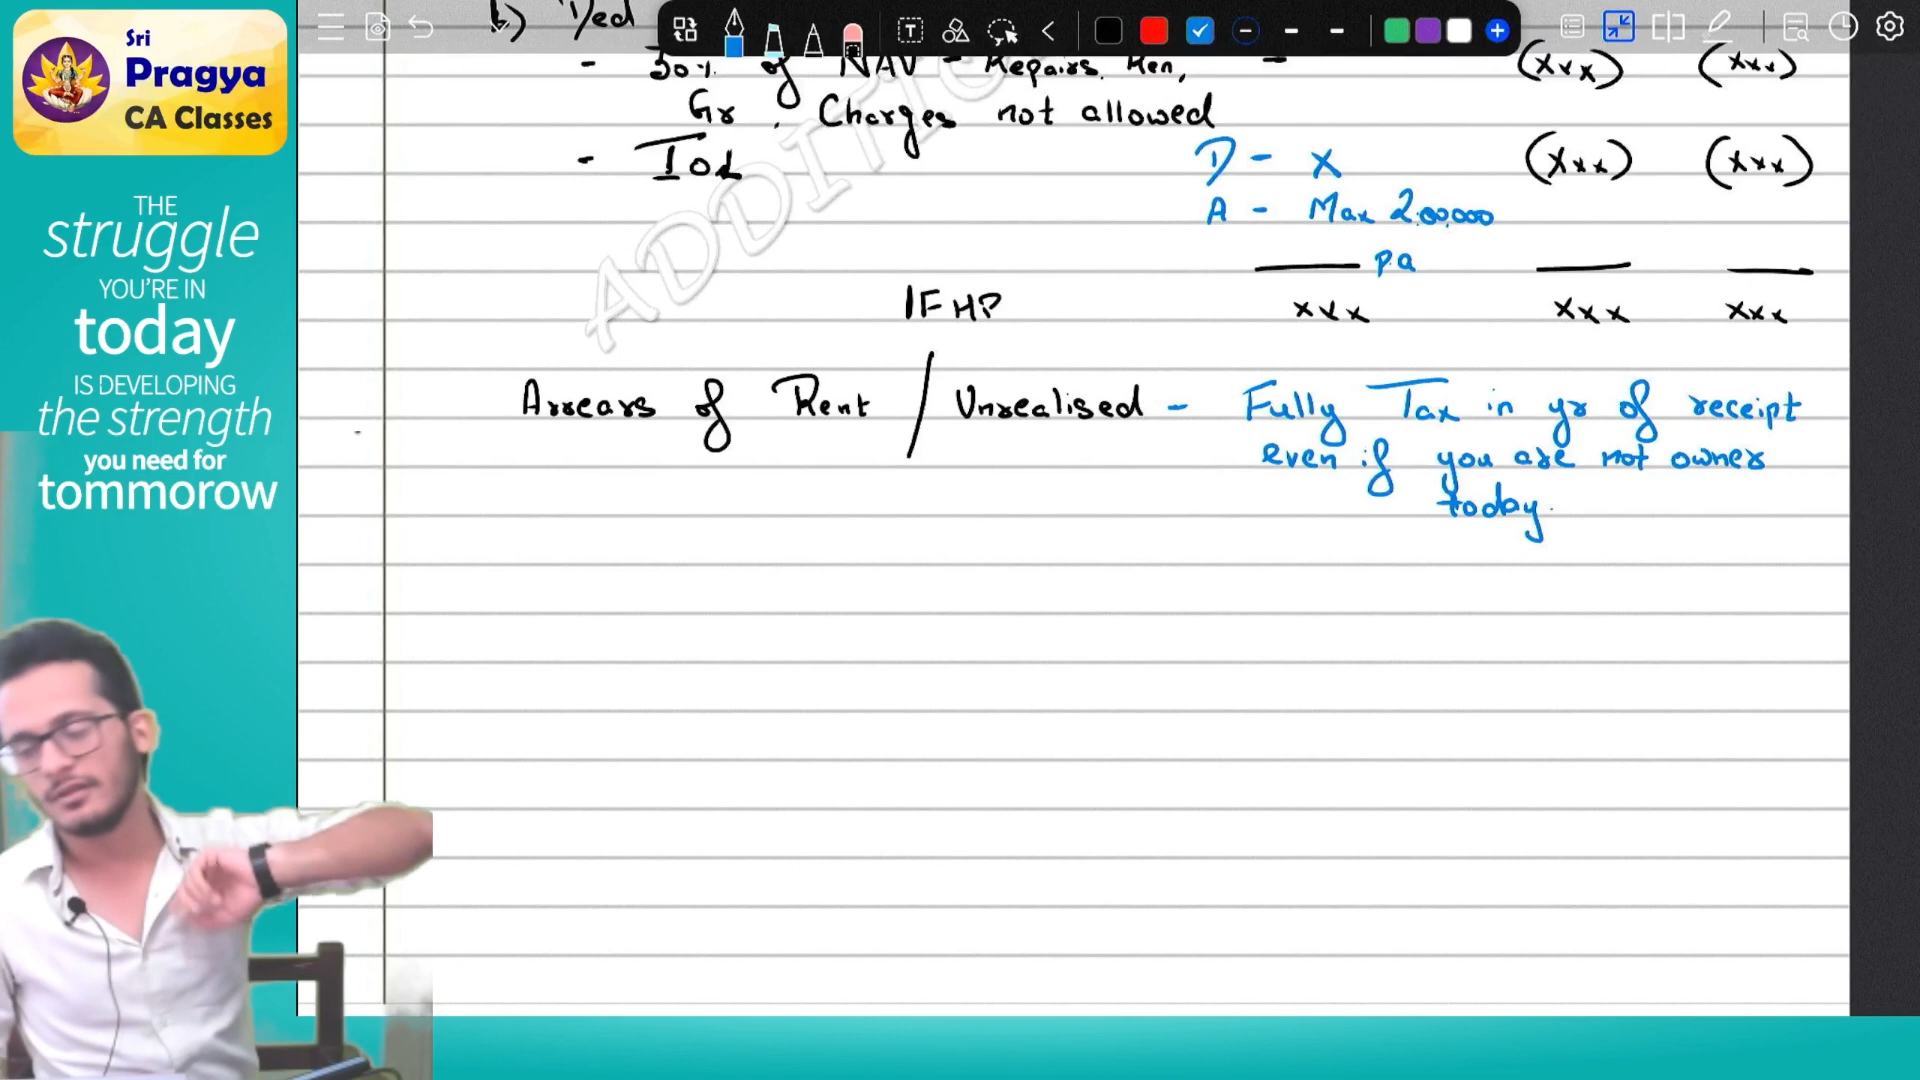 Sri
Pragya
CA Classes
THE
struggle
YOU'RE IN
today
IS DEVELOPING
the strength
you need for
tommorow
b) Ded
- 30% of NAV - Repairs, Ren, - (xxx) (xxx)
Gr. Charges not allowed
- IOL D - x (xxx) (xxx)
A - Max 2,00,000
pa
IFHP xxx xxx xxx
Arrears of Rent / Unrealised - Fully Tax in yr of receipt
even if you are not owner
today.